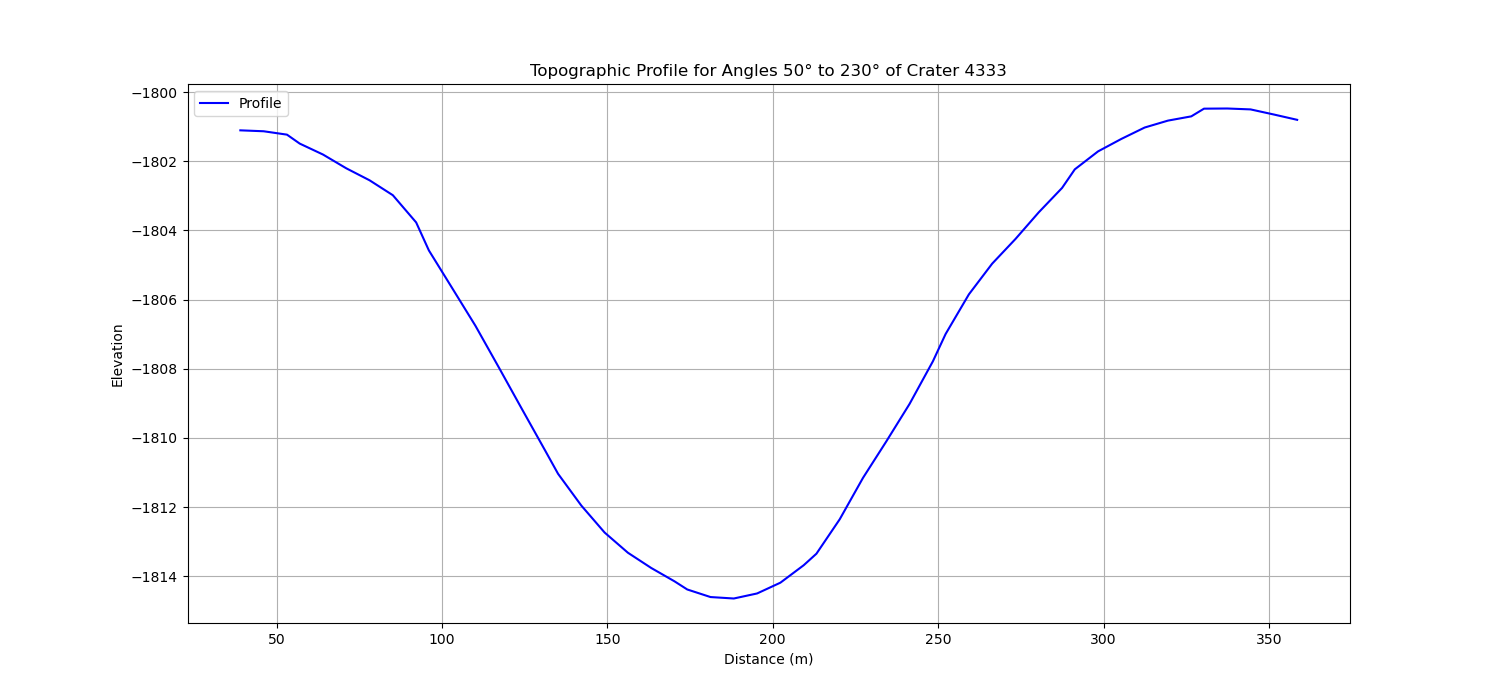 Topographic Profile for Angles 50° to 230° of Crater 4333
Profile
−1800
−1802
−1804
−1806
−1808
−1810
−1812
−1814
Elevation
50 100 150 200 250 300 350
Distance (m)